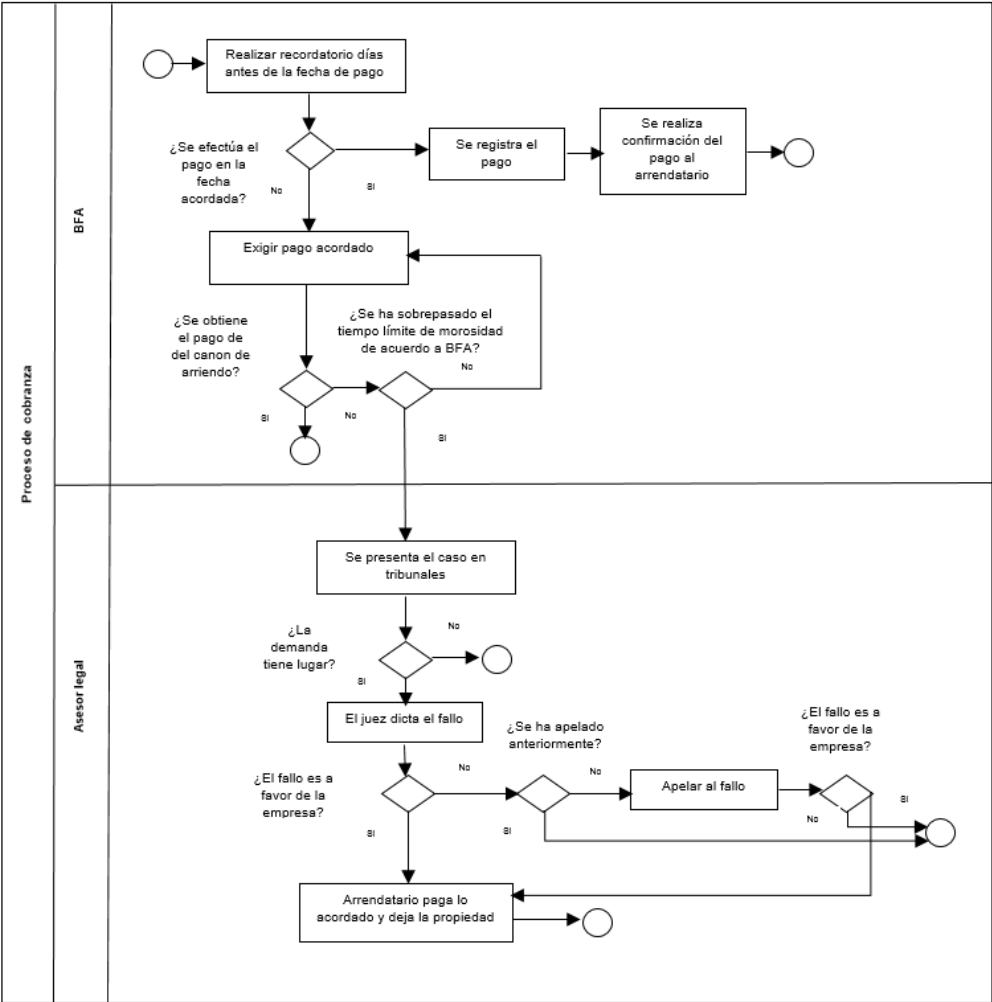 Proceso de cobranza
BFA
Realizar recordatorio días
antes de la fecha de pago
¿Se efectúa el
pago en la
fecha
acordada?
No
SI
Se registra el
pago
Se realiza
confirmación del
pago al
arrendatario
Exigir pago acordado
¿Se obtiene
el pago de
del canon de
arriendo?
¿Se ha sobrepasado el
tiempo límite de morosidad
de acuerdo a BFA?
No
SI
No
SI
Asesor legal
Se presenta el caso en
tribunales
¿La
demanda
tiene lugar?
No
SI
El juez dicta el fallo
¿Se ha apelado
anteriormente?
¿El fallo es a
favor de la
empresa?
¿El fallo es a
favor de la
empresa?
No
No
Apelar al fallo
SI
No
SI
SI
Arrendatario paga lo
acordado y deja la propiedad